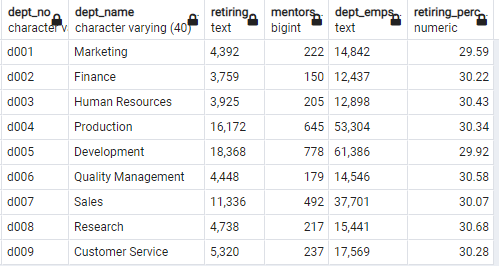 dept_no dept_name retiring mentors dept_emps retiring_perc
character v character varying (40) text bigint text numeric
d001 Marketing 4,392 222 14,842 29.59
d002 Finance 3,759 150 12,437 30.22
d003 Human Resources 3,925 205 12,898 30.43
d004 Production 16,172 645 53,304 30.34
d005 Development 18,368 778 61,386 29.92
d006 Quality Management 4,448 179 14,546 30.58
d007 Sales 11,336 492 37,701 30.07
d008 Research 4,738 217 15,441 30.68
d009 Customer Service 5,320 237 17,569 30.28